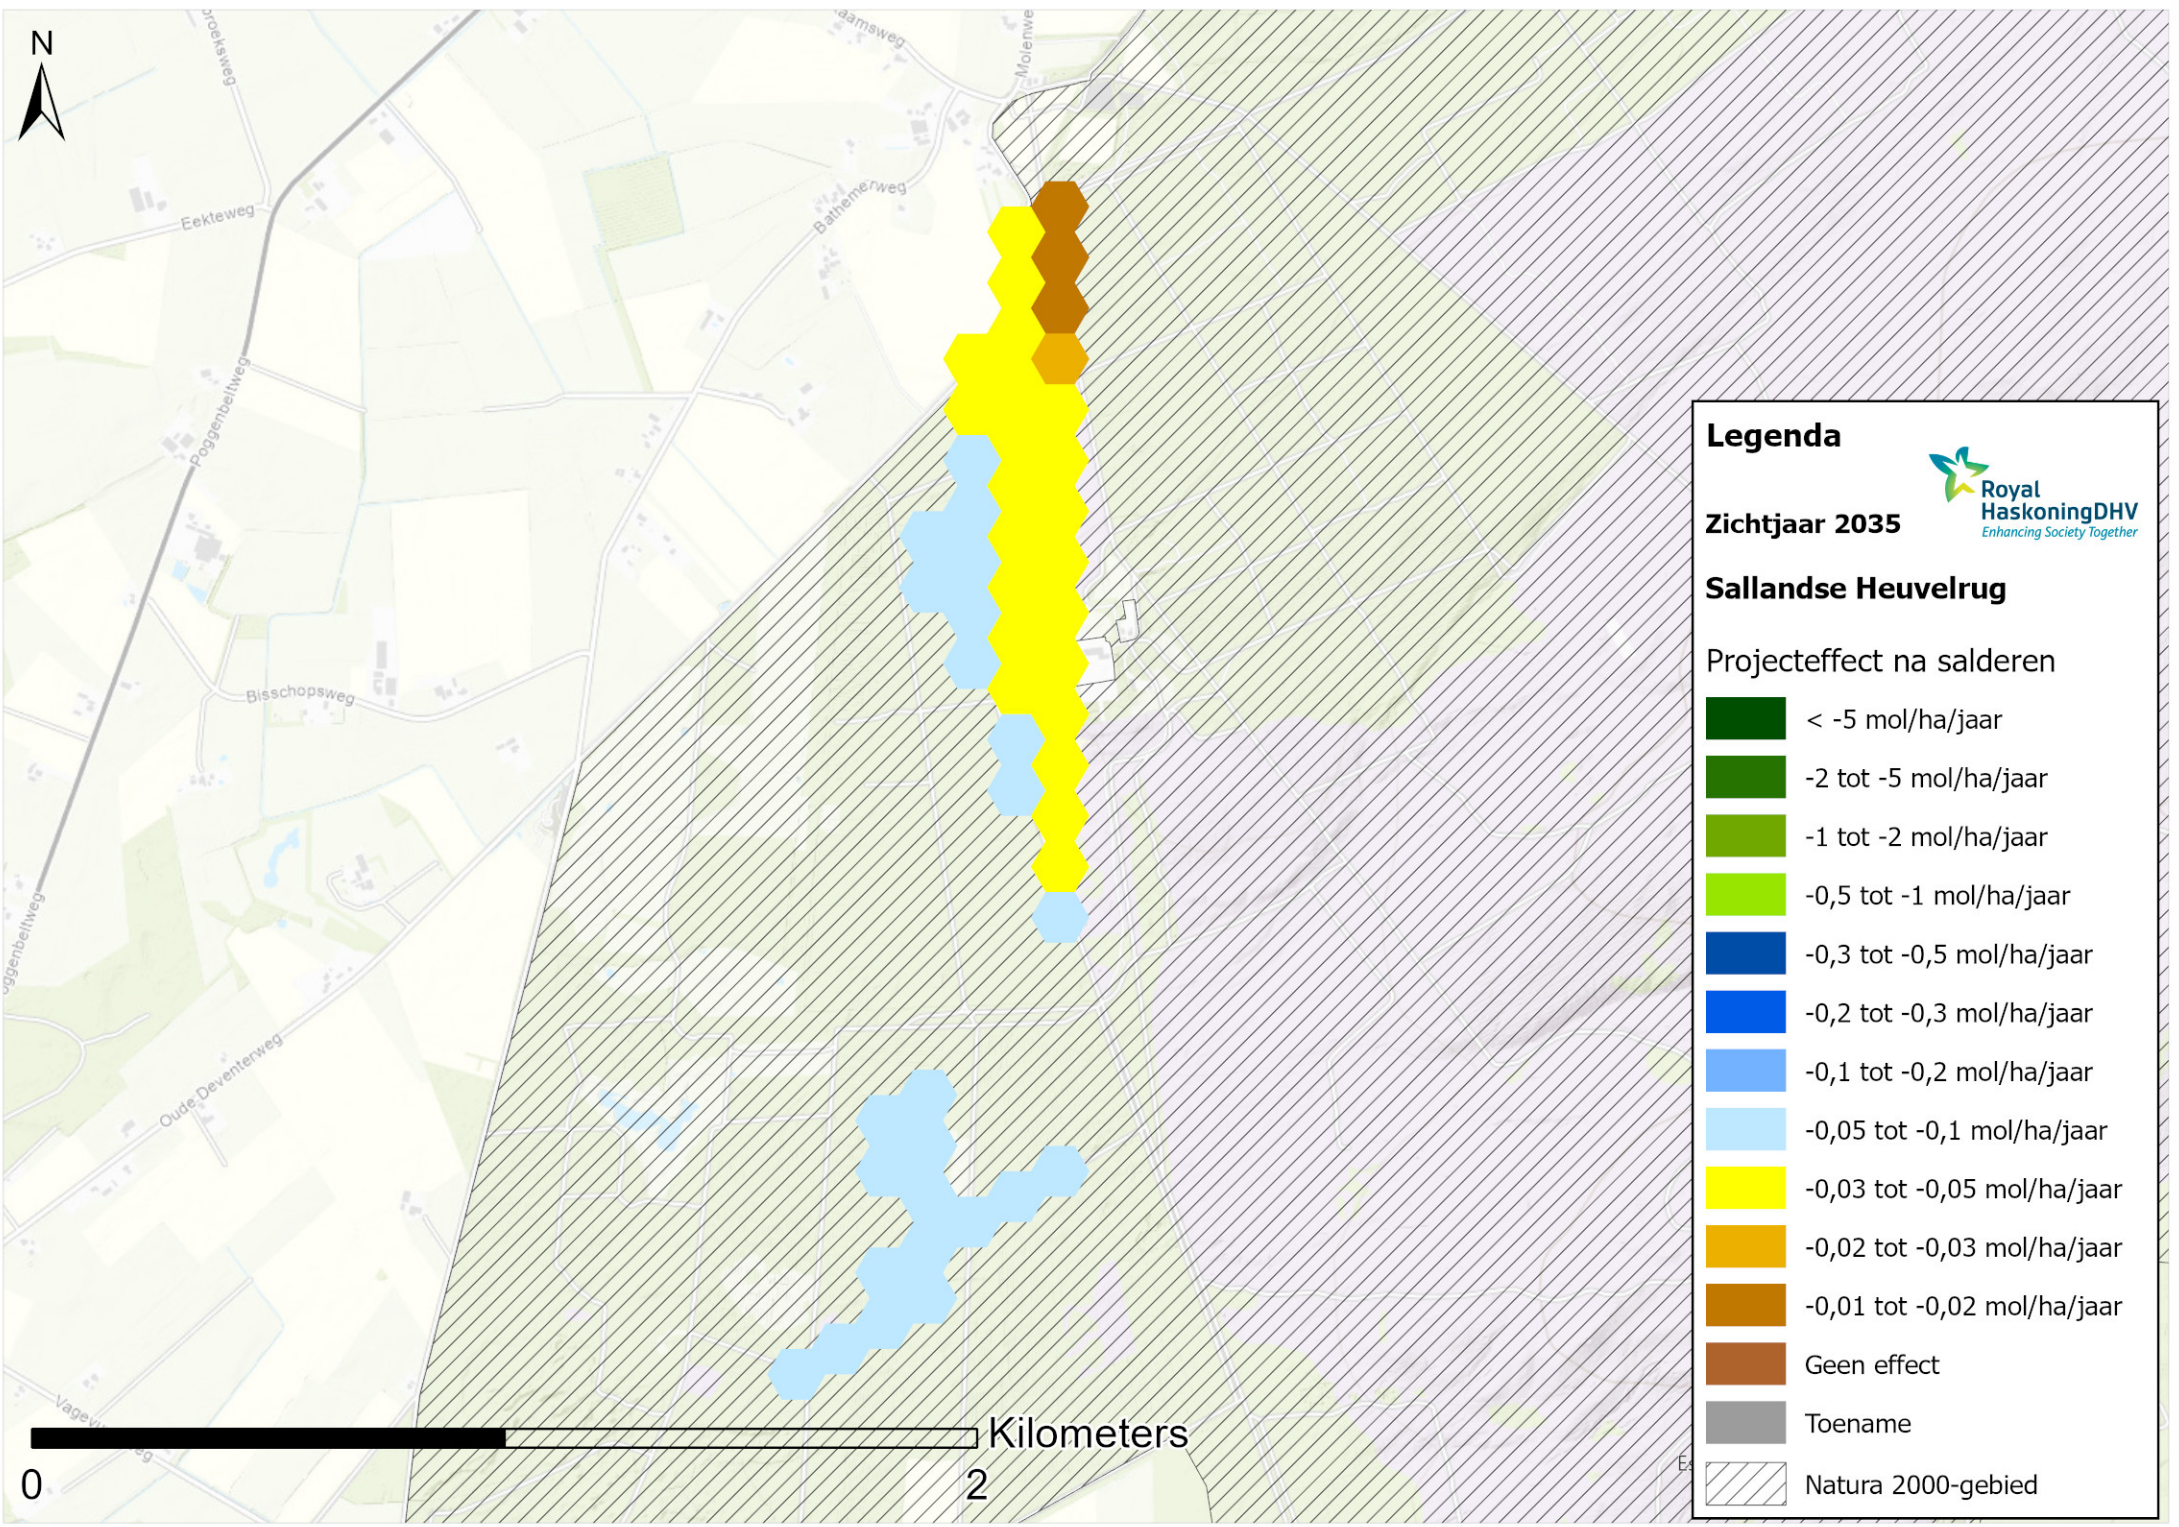 N
Molenwe
Eekteweg
Bathemerweg
Poggenbeltweg
Bisschopsweg
oggenbeltweg
Oude Deventerweg
Kilometers
0
2
Legenda
Royal
HaskoningDHV
Enhancing Society Together
Zichtjaar 2035
Sallandse Heuvelrug
Projecteffect na salderen
< -5 mol/ha/jaar
-2 tot -5 mol/ha/jaar
-1 tot -2 mol/ha/jaar
-0,5 tot -1 mol/ha/jaar
-0,3 tot -0,5 mol/ha/jaar
-0,2 tot -0,3 mol/ha/jaar
-0,1 tot -0,2 mol/ha/jaar
-0,05 tot -0,1 mol/ha/jaar
-0,03 tot -0,05 mol/ha/jaar
-0,02 tot -0,03 mol/ha/jaar
-0,01 tot -0,02 mol/ha/jaar
Geen effect
Toename
Natura 2000-gebied